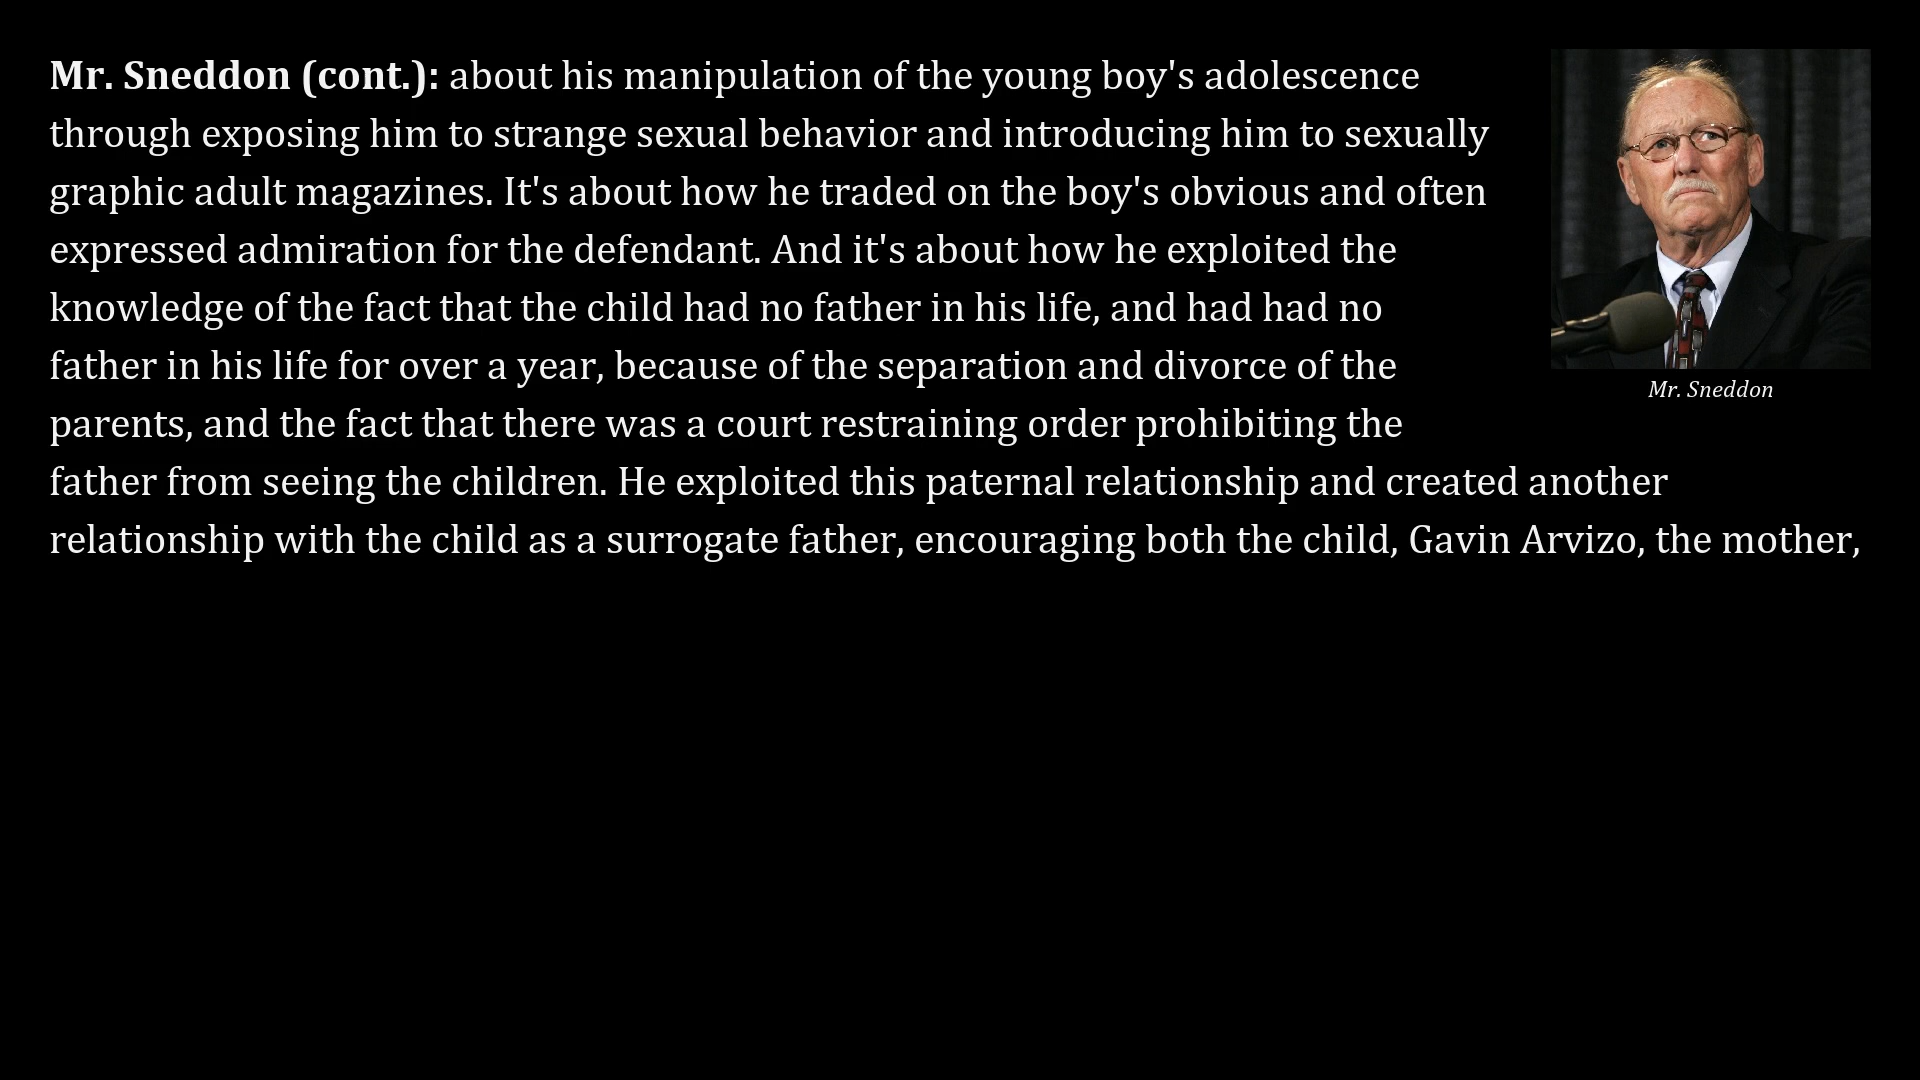 Mr. Sneddon (cont.): about his manipulation of the young boy's adolescence
through exposing him to strange sexual behavior and introducing him to sexually
graphic adult magazines. It's about how he traded on the boy's obvious and often
expressed admiration for the defendant. And it's about how he exploited the
knowledge of the fact that the child had no father in his life, and had had no
father in his life for over a year, because of the separation and divorce of the
parents, and the fact that there was a court restraining order prohibiting the
father from seeing the children. He exploited this paternal relationship and created another
relationship with the child as a surrogate father, encouraging both the child, Gavin Arvizo, the mother,
Mr. Sneddon